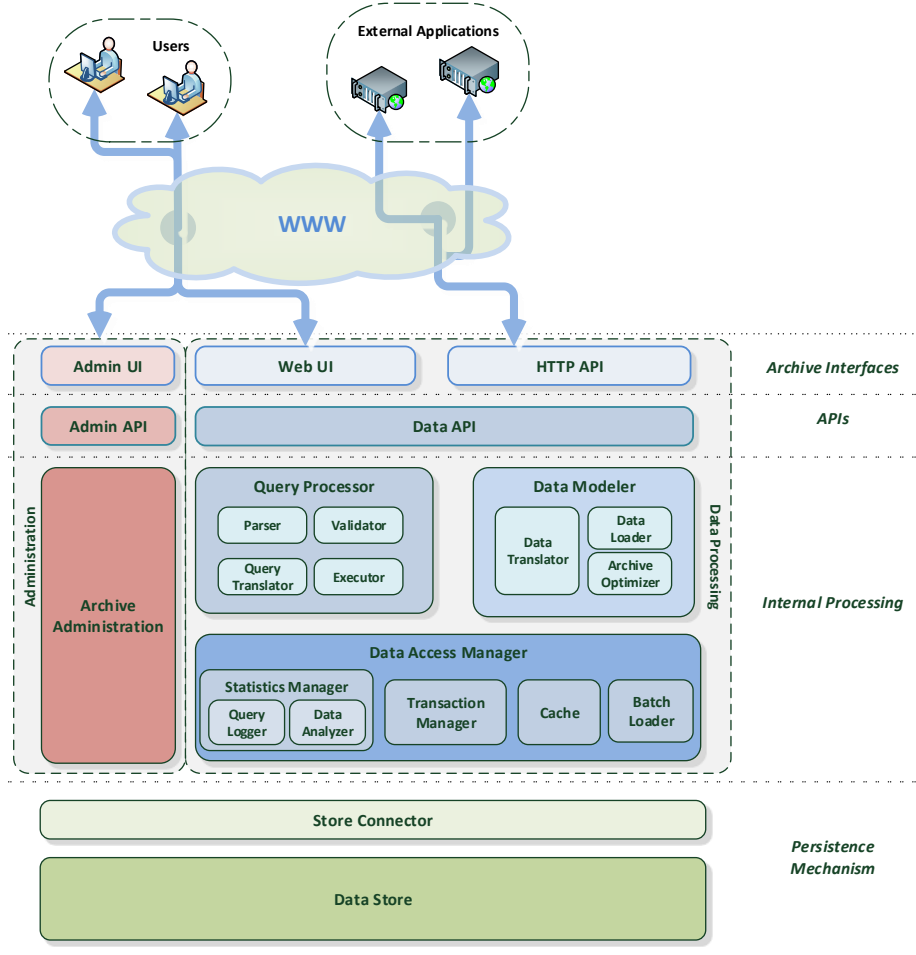 Users
External Applications
WWW
Admin UI
Web UI
HTTP API
Archive Interfaces
Admin API
Data API
APIs
Administration
Archive
Administration
Query Processor
Parser
Validator
Query
Translator
Executor
Data Modeler
Data
Translator
Data
Loader
Archive
Optimizer
Data Processing
Internal Processing
Data Access Manager
Statistics Manager
Query
Logger
Data
Analyzer
Transaction
Manager
Cache
Batch
Loader
Store Connector
Data Store
Persistence
Mechanism